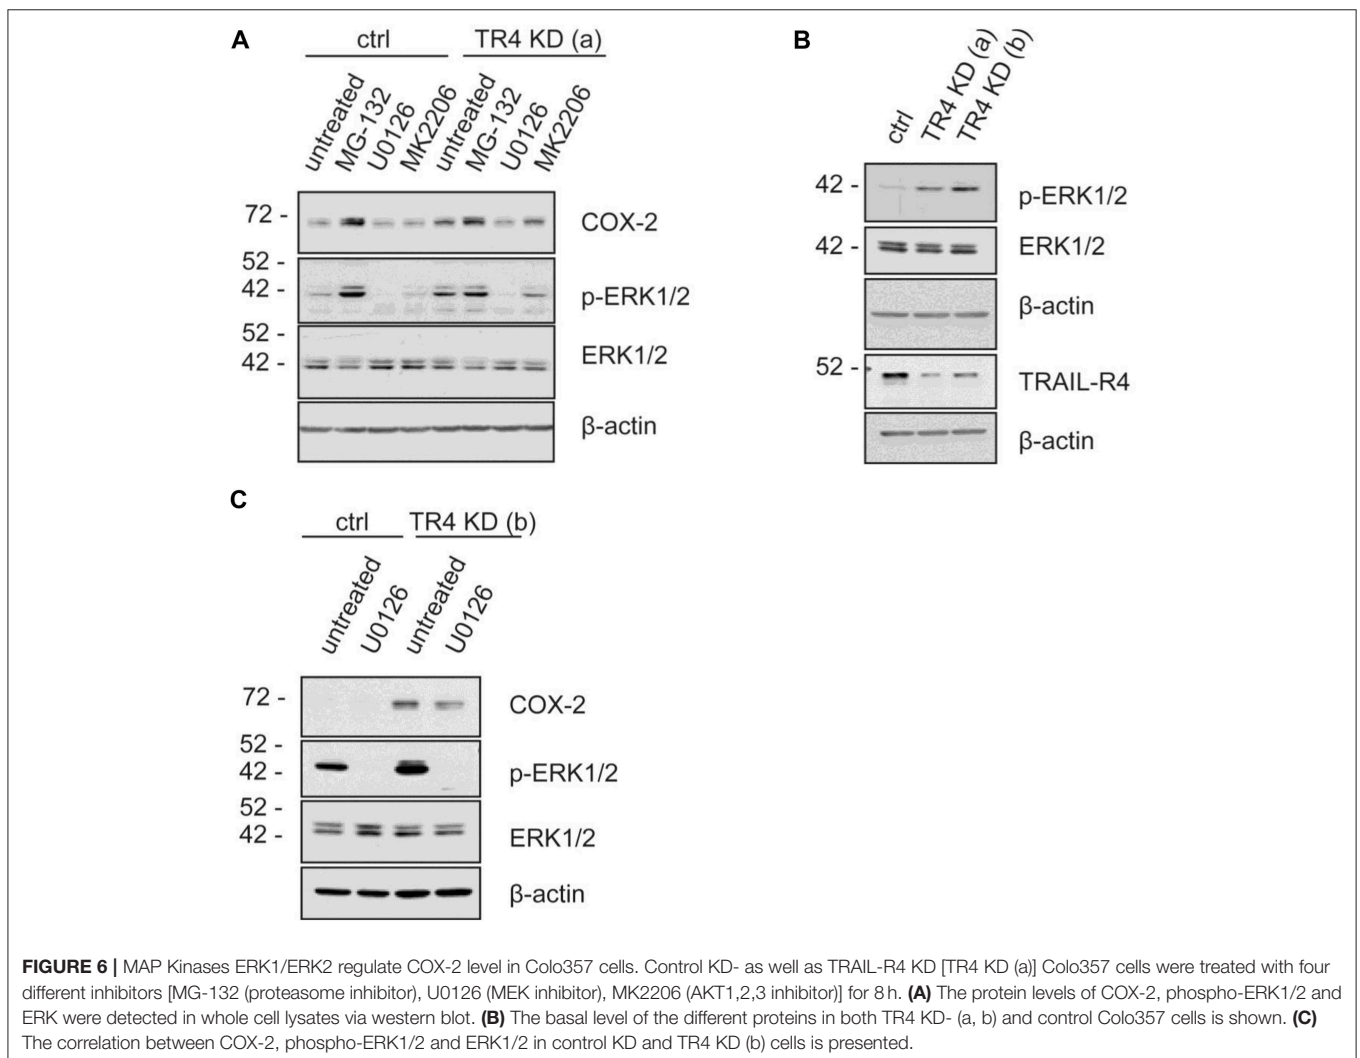 A
ctrl
TR4 KD (a)
untreated
MG-132
U0126
MK2206
untreated
MG-132
U0126
MK2206
72 -
COX-2
52 -
42 -
p-ERK1/2
52 -
42 -
ERK1/2
β-actin
B
ctrl
TR4 KD (a)
TR4 KD (b)
42 -
p-ERK1/2
42 -
ERK1/2
β-actin
52 -
TRAIL-R4
β-actin
C
ctrl
TR4 KD (b)
untreated
U0126
untreated
U0126
72 -
COX-2
52 -
42 -
p-ERK1/2
52 -
42 -
ERK1/2
β-actin
FIGURE 6 | MAP Kinases ERK1/ERK2 regulate COX-2 level in Colo357 cells. Control KD- as well as TRAIL-R4 KD [TR4 KD (a)] Colo357 cells were treated with four
different inhibitors [MG-132 (proteasome inhibitor), U0126 (MEK inhibitor), MK2206 (AKT1,2,3 inhibitor)] for 8 h. (A) The protein levels of COX-2, phospho-ERK1/2 and
ERK were detected in whole cell lysates via western blot. (B) The basal level of the different proteins in both TR4 KD- (a, b) and control Colo357 cells is shown. (C)
The correlation between COX-2, phospho-ERK1/2 and ERK1/2 in control KD and TR4 KD (b) cells is presented.